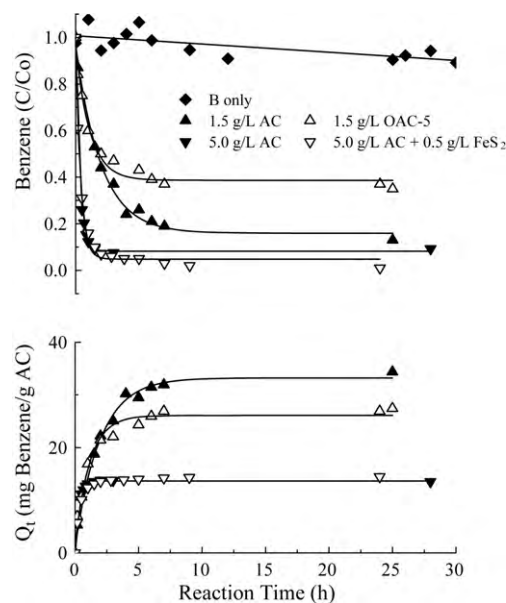 Benzene (C/Co)
1.0
0.8
0.6
0.4
0.2
0.0
B only
1.5 g/L AC
1.5 g/L OAC-5
5.0 g/L AC
5.0 g/L AC + 0.5 g/L FeS₂
Qₜ (mg Benzene/g AC)
40
20
0
0 5 10 15 20 25 30
Reaction Time (h)